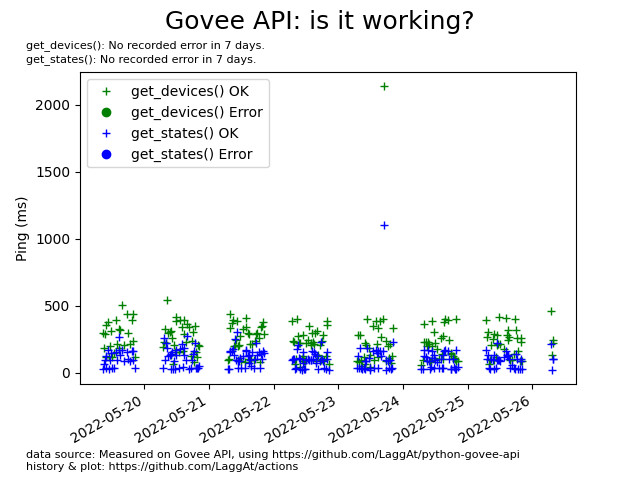 Govee API: is it working?
get_devices(): No recorded error in 7 days.
get_states(): No recorded error in 7 days.
get_devices() OK
get_devices() Error
get_states() OK
get_states() Error
Ping (ms)
2000
1500
1000
500
0
2022-05-20
2022-05-21
2022-05-22
2022-05-23
2022-05-24
2022-05-25
2022-05-26
data source: Measured on Govee API, using https://github.com/LaggAt/python-govee-api
history & plot: https://github.com/LaggAt/actions